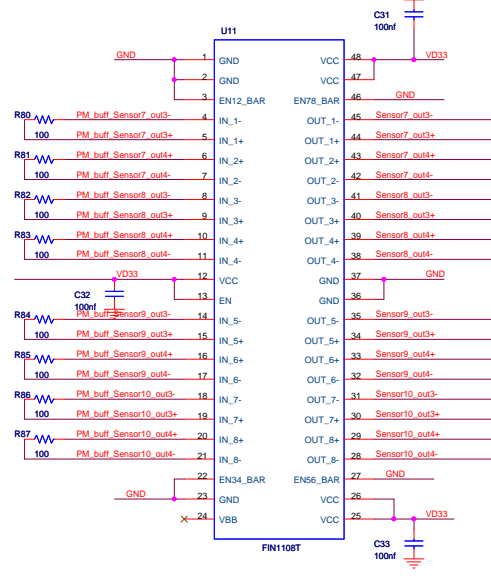 C31
100nf
U11
GND 1 GND VCC 48 VD33
2 GND VCC 47
3 EN12_BAR EN78_BAR 46 GND
R80 PM_buff_Sensor7_out3- 4 IN_1- OUT_1- 45 Sensor7_out3-
100 PM_buff_Sensor7_out3+ 5 IN_1+ OUT_1+ 44 Sensor7_out3+
R81 PM_buff_Sensor7_out4+ 6 IN_2+ OUT_2+ 43 Sensor7_out4+
100 PM_buff_Sensor7_out4- 7 IN_2- OUT_2- 42 Sensor7_out4-
R82 PM_buff_Sensor8_out3- 8 IN_3- OUT_3- 41 Sensor8_out3-
100 PM_buff_Sensor8_out3+ 9 IN_3+ OUT_3+ 40 Sensor8_out3+
R83 PM_buff_Sensor8_out4+ 10 IN_4+ OUT_4+ 39 Sensor8_out4+
100 PM_buff_Sensor8_out4- 11 IN_4- OUT_4- 38 Sensor8_out4-
VD33 12 VCC GND 37 GND
C32
100nf 13 EN GND 36
R84 PM_buff_Sensor9_out3- 14 IN_5- OUT_5- 35 Sensor9_out3-
100 PM_buff_Sensor9_out3+ 15 IN_5+ OUT_5+ 34 Sensor9_out3+
R85 PM_buff_Sensor9_out4+ 16 IN_6+ OUT_6+ 33 Sensor9_out4+
100 PM_buff_Sensor9_out4- 17 IN_6- OUT_6- 32 Sensor9_out4-
R86 PM_buff_Sensor10_out3- 18 IN_7- OUT_7- 31 Sensor10_out3-
100 PM_buff_Sensor10_out3+ 19 IN_7+ OUT_7+ 30 Sensor10_out3+
R87 PM_buff_Sensor10_out4+ 20 IN_8+ OUT_8+ 29 Sensor10_out4+
100 PM_buff_Sensor10_out4- 21 IN_8- OUT_8- 28 Sensor10_out4-
22 EN34_BAR EN56_BAR 27 GND
GND 23 GND VCC 26
24 VBB VCC 25 VD33
FIN1108T
C33
100nf